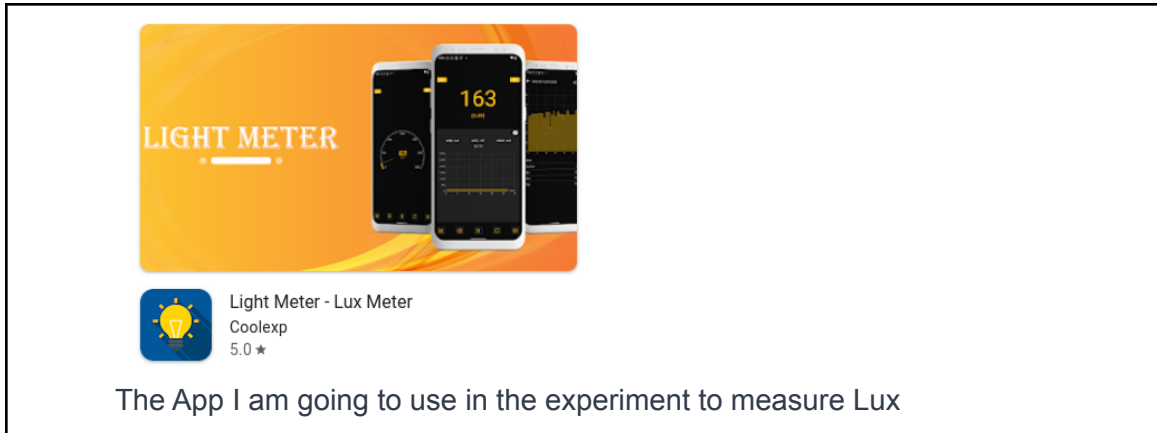 LIGHT METER
163
Light Meter - Lux Meter
Coolexp
5.0 ★
The App I am going to use in the experiment to measure Lux